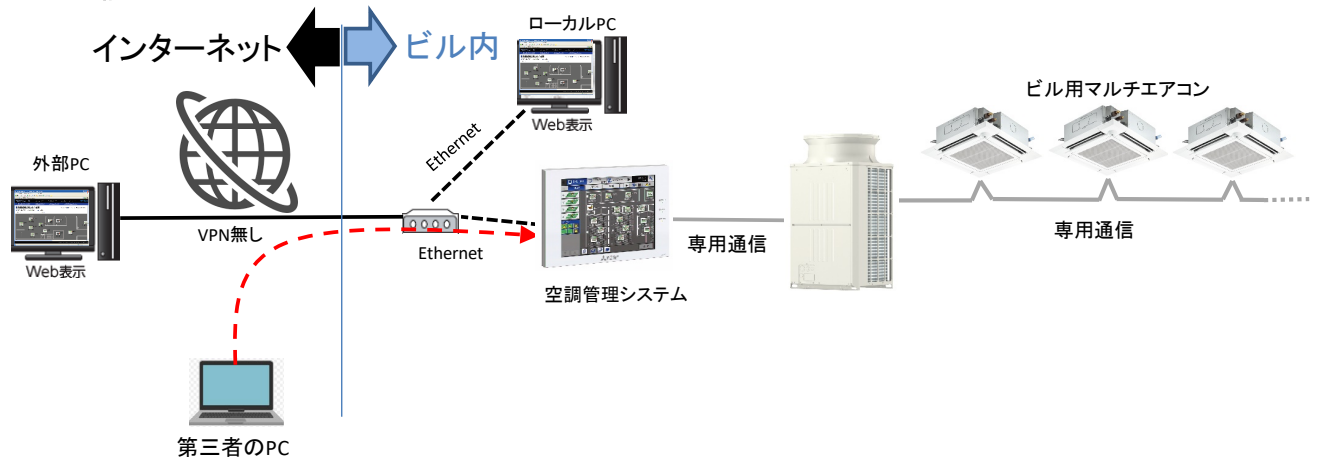 インターネット
ビル内
ローカルPC
Web表示
ビル用マルチエアコン
外部PC
Ethernet
VPN無し
Web表示
Ethernet
専用通信
専用通信
空調管理システム
第三者のPC